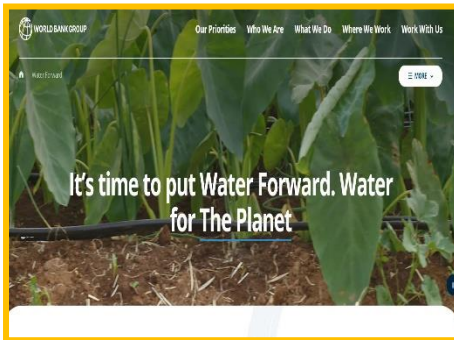 WORLD BANK GROUP
Our Priorities Who We Are What We Do Where We Work Work With Us
Water Forward
MORE
It's time to put Water Forward. Water
for The Planet